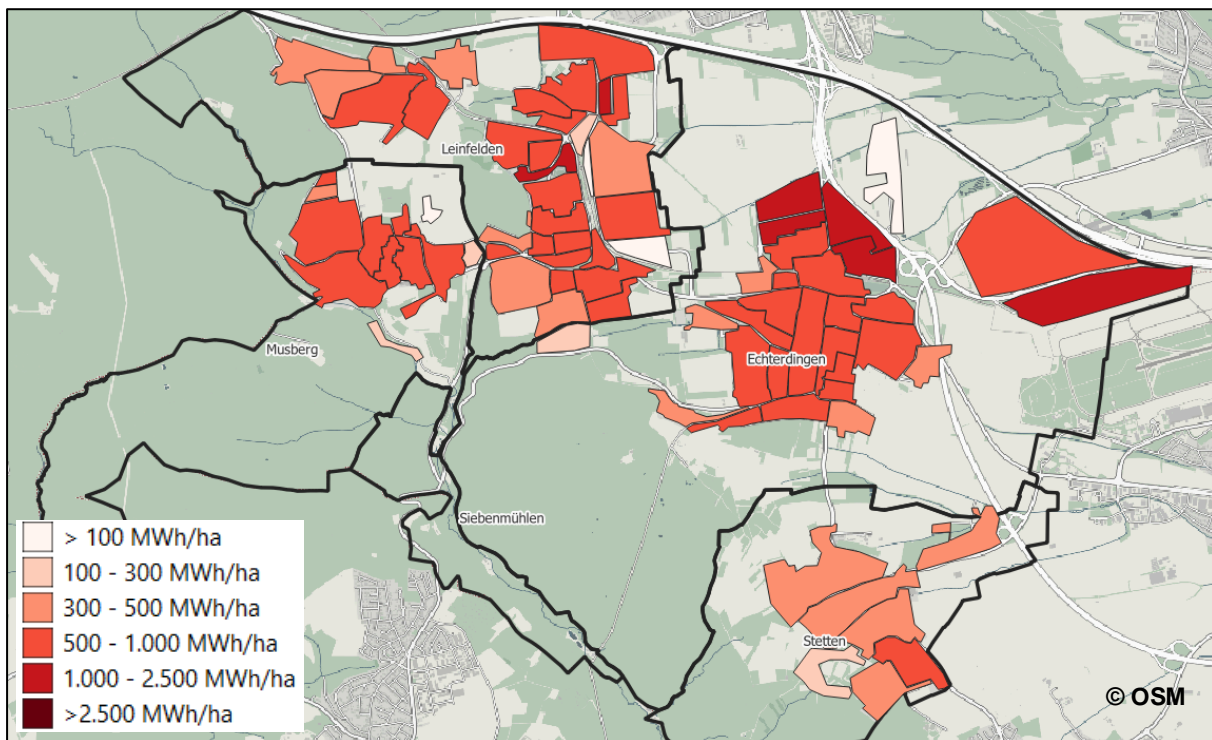 Leinfelden
Musberg
Echterdingen
Siebenmühlen
Stetten
> 100 MWh/ha
100 - 300 MWh/ha
300 - 500 MWh/ha
500 - 1.000 MWh/ha
1.000 - 2.500 MWh/ha
>2.500 MWh/ha
© OSM